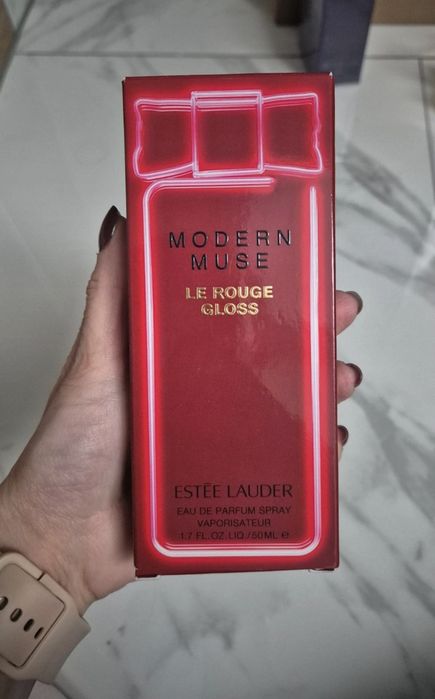 MODERN
MUSE
LE ROUGE
GLOSS
ESTĒE LAUDER
EAU DE PARFUM SPRAY
VAPORISATEUR
1.7 FL.OZ.LIQ./50ML ℮